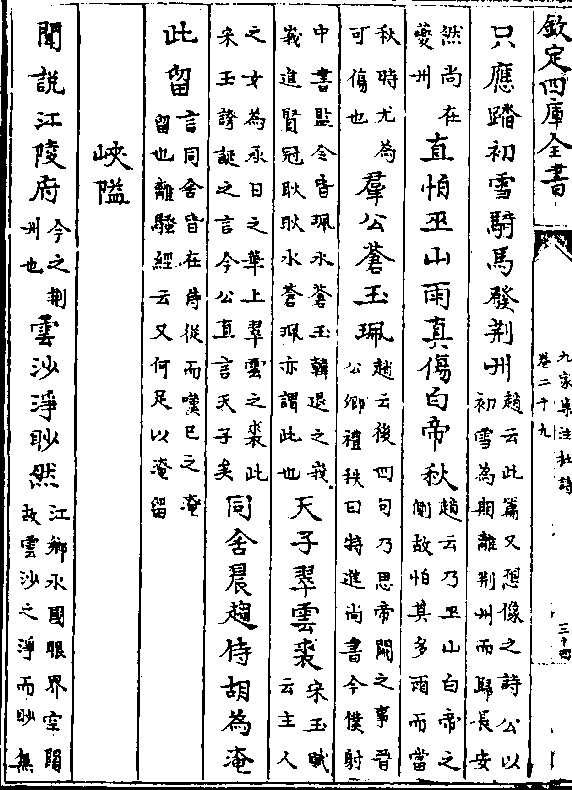 欽定四庫全書
九家集注杜詩
卷二十九
三十四
只應踏初雪騎馬發荆州趙云此篇又想像之詩公以
初雪為期離荆州而歸長安
然尚在
夔州直怕巫山雨真傷白帝秋趙云乃巫山白帝之
側故怕其多雨而當
秋時尤為
可傷也羣公蒼玉珮趙云後四句乃思帝闕之事晉
公卿禮秩曰特進尚書令僕射
中書監令皆珮水蒼玉韓退之莪
莪進賢冠耿耿水蒼珮亦謂此也天子翠雲裘宋玉賦
云主人
之女為承日之華上翠雲之裘此
宋玉誇誕之言今公直言天子矣同舍晨趨侍胡為淹
此留言同舍皆在侍從而嘆已之淹
留也離騷經云又何足以淹留
峽隘
聞說江陵府今之荆
州也雲沙淨眇然江鄉水國眼界空闊
故雲沙之淨而眇無